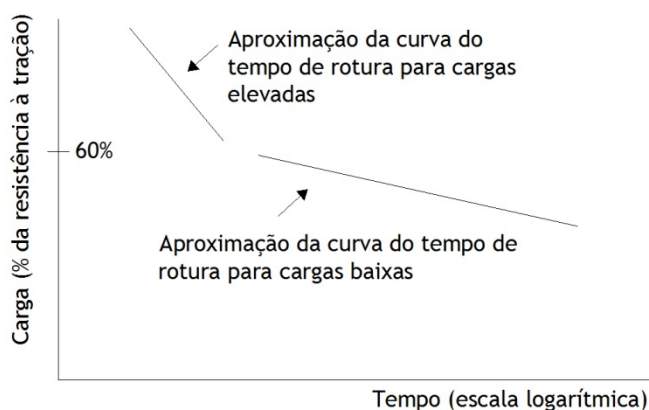 Carga (% da resistência à tração)
Aproximação da curva do
tempo de rotura para cargas
elevadas
60%
Aproximação da curva do tempo de
rotura para cargas baixas
Tempo (escala logarítmica)